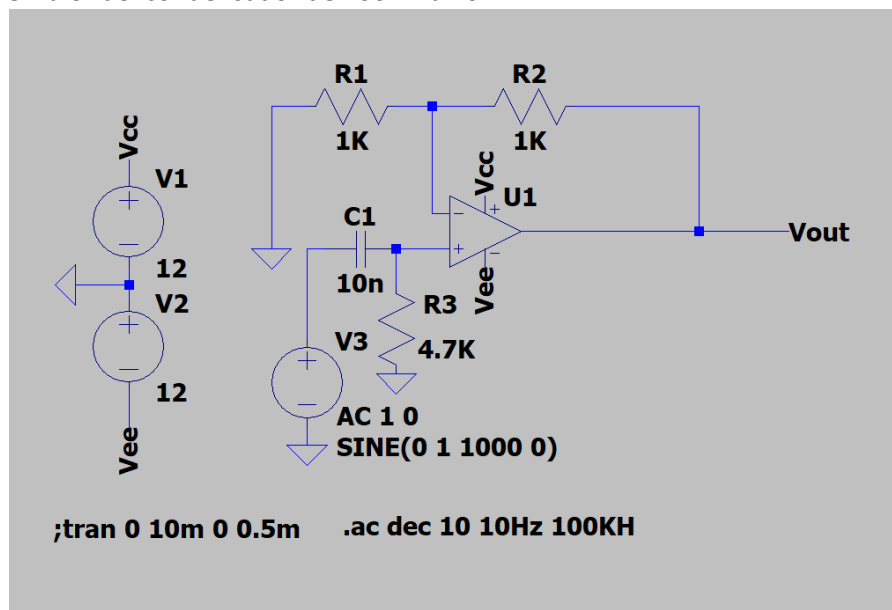 R1
R2
1K
1K
Vcc
V1
12
V2
12
Vee
C1
10n
Vcc
U1
Vee
R3
4.7K
V3
AC 1 0
SINE(0 1 1000 0)
Vout
;tran 0 10m 0 0.5m
.ac dec 10 10Hz 100KH